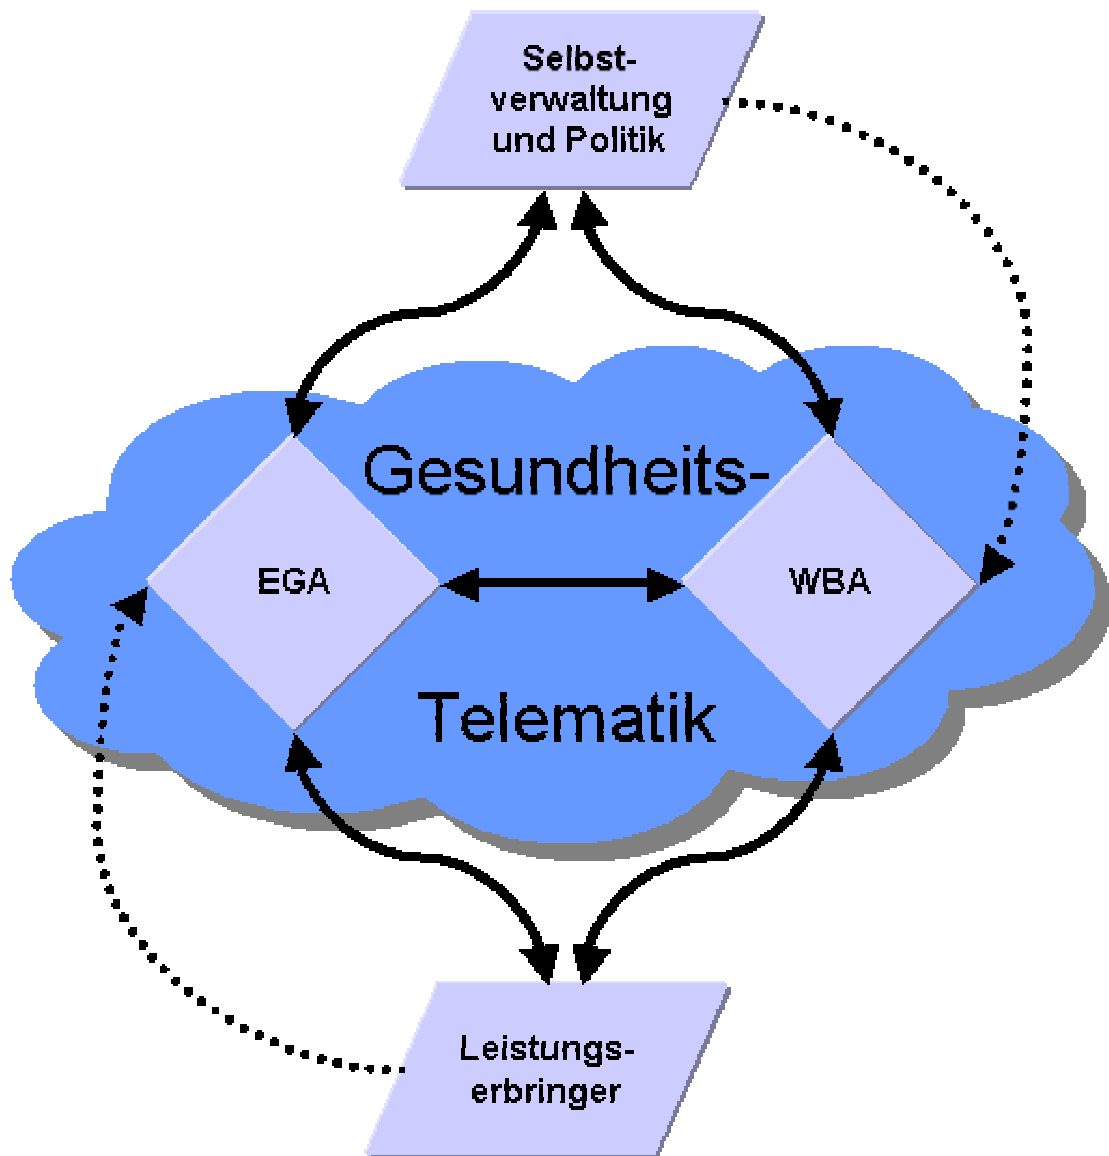 Selbst-
verwaltung
und Politik
Gesundheits-
EGA
WBA
Telematik
Leistungs-
erbringer